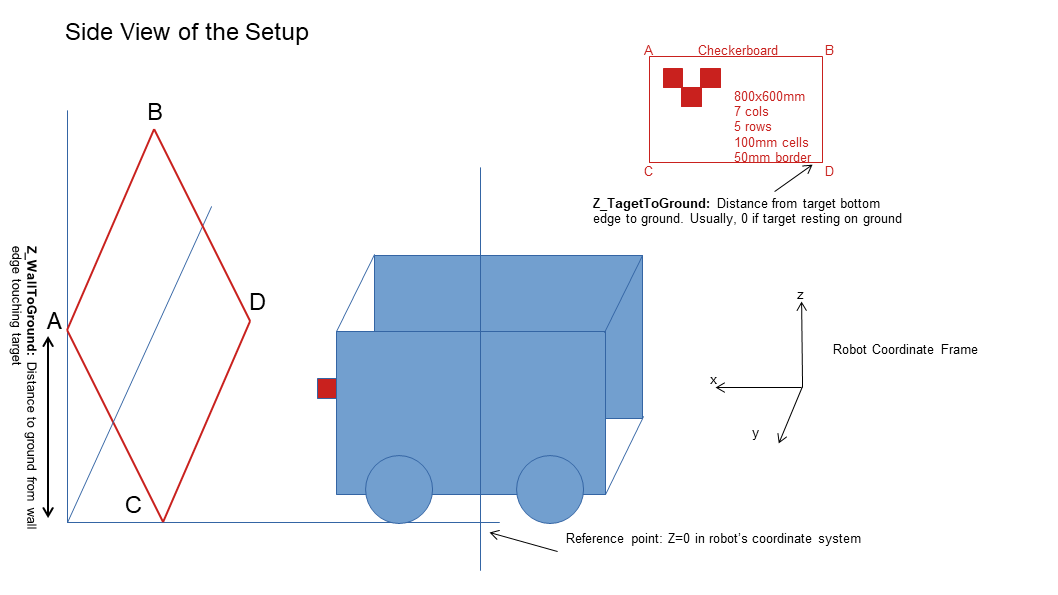 Side View of the Setup
A
Checkerboard
B
800x600mm
7 cols
5 rows
100mm cells
50mm border
C
D
Z_TagetToGround: Distance from target bottom
edge to ground. Usually, 0 if target resting on ground
B
D
A
C
Z_WallToGround: Distance to ground from wall
edge touching target
z
x
y
Robot Coordinate Frame
Reference point: Z=0 in robot's coordinate system